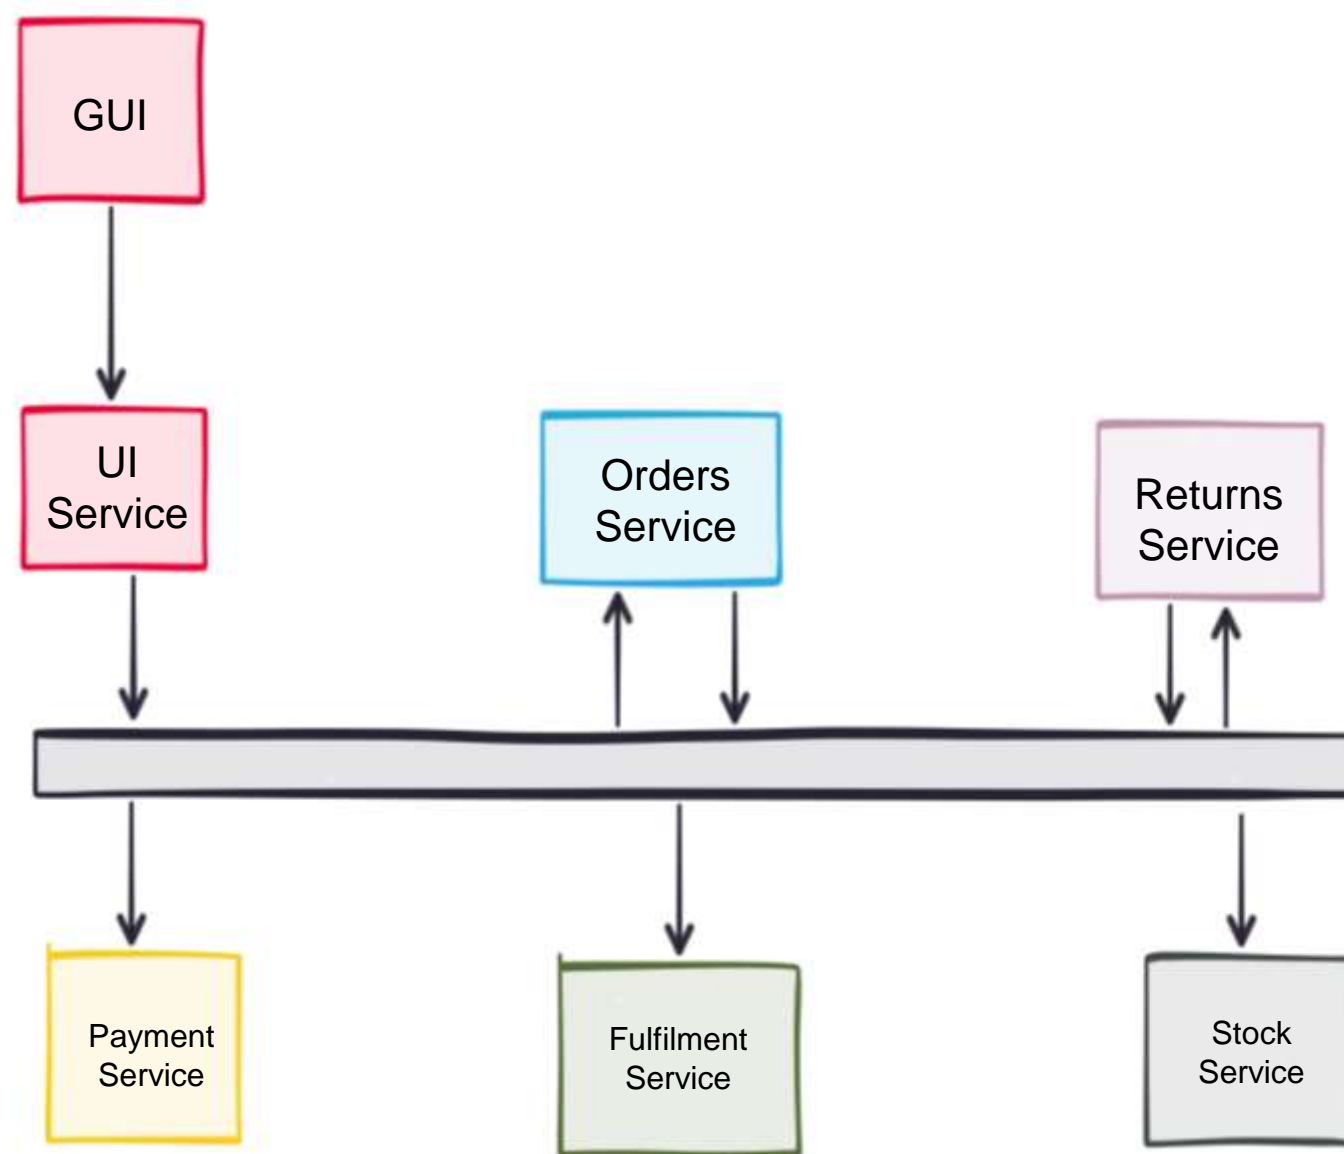 GUI
UI
Service
Orders
Service
Returns
Service
Payment
Service
Fulfilment
Service
Stock
Service